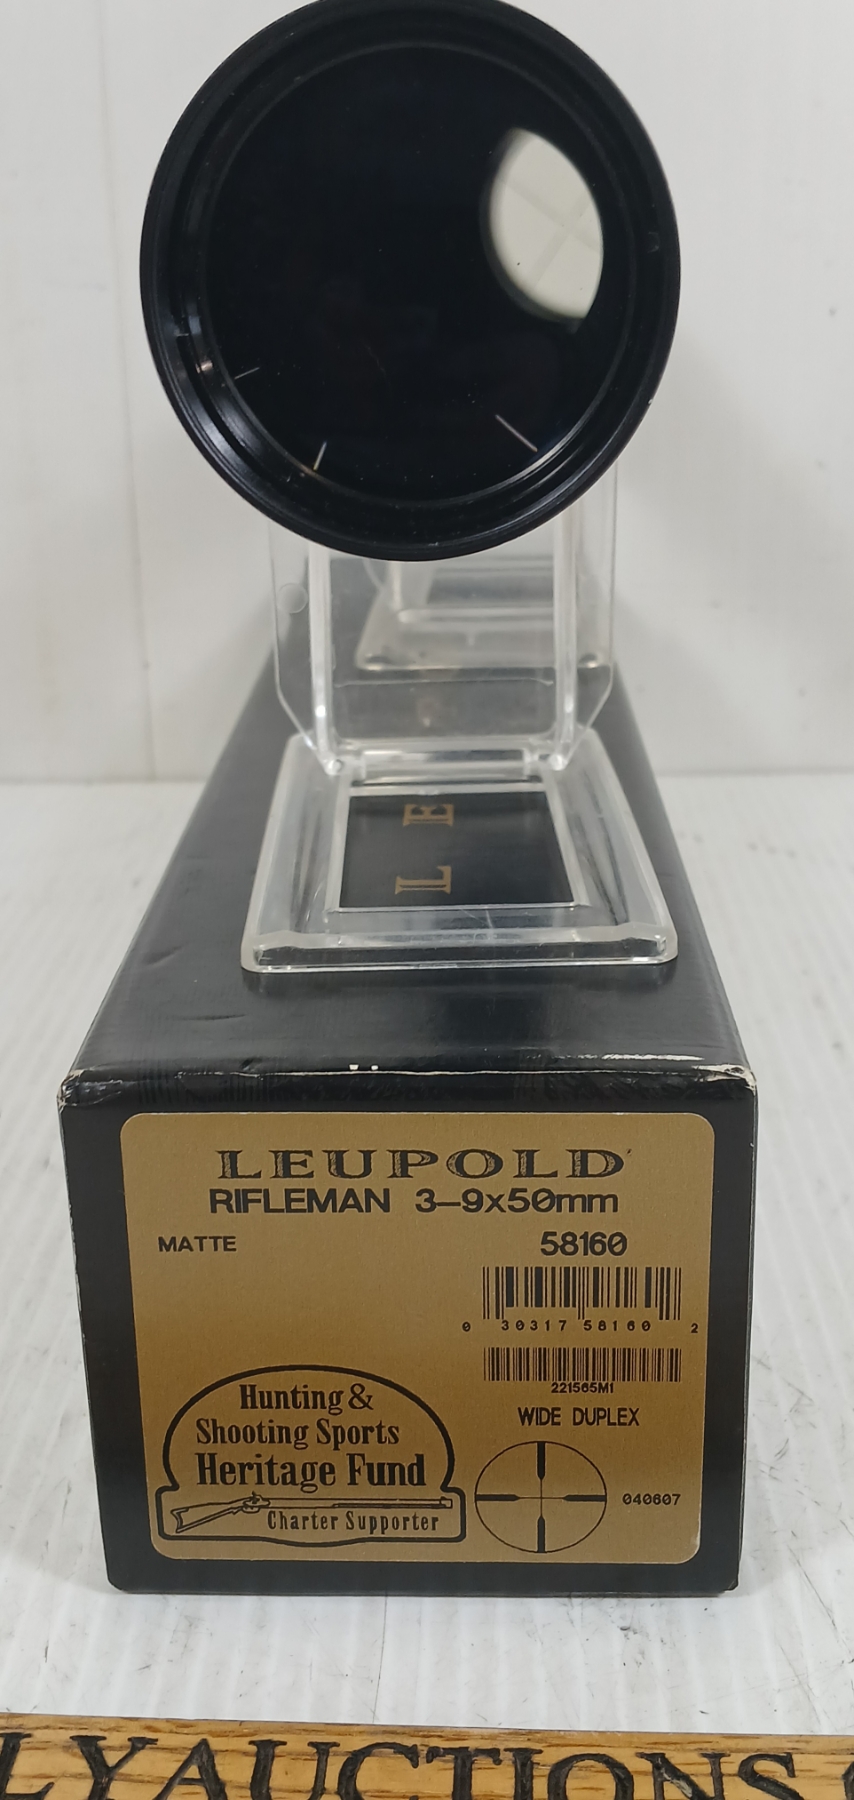 L E
LEUPOLD
RIFLEMAN 3-9x50mm
MATTE 58160
0 30317 58160 2
221565M1
WIDE DUPLEX
Hunting &
Shooting Sports
Heritage Fund
Charter Supporter
040607
LYAUCTIONS